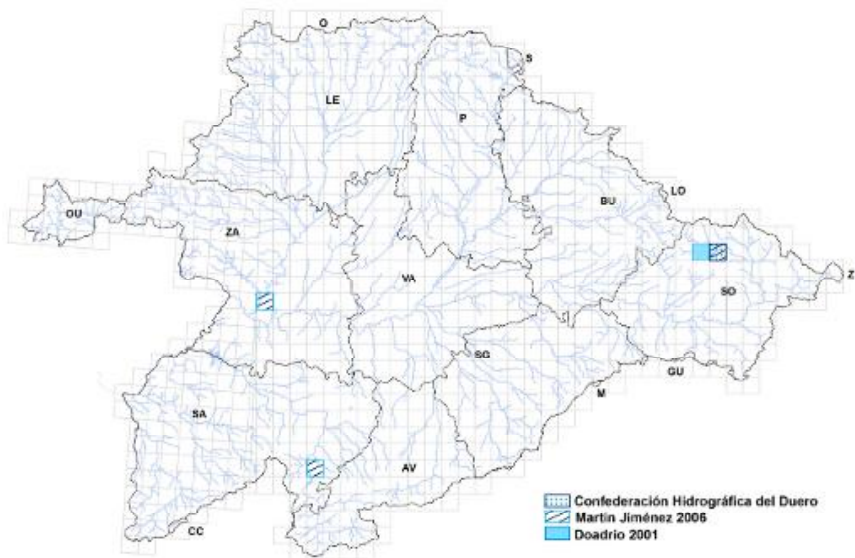 O
S
LE
P
LO
OU
BU
ZA
Z
VA
SO
SG
GU
M
SA
AV
CC
Confederación Hidrográfica del Duero
Martín Jiménez 2006
Doadrio 2001